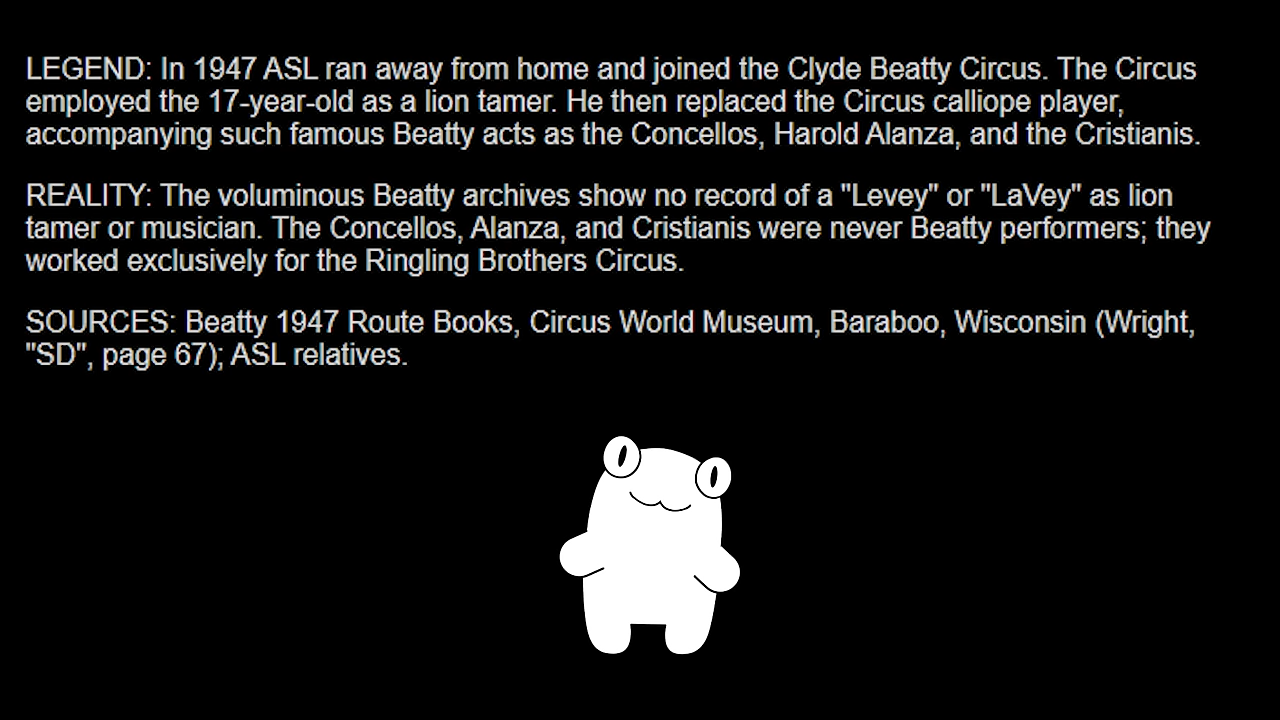 LEGEND: In 1947 ASL ran away from home and joined the Clyde Beatty Circus. The Circus
employed the 17-year-old as a lion tamer. He then replaced the Circus calliope player,
accompanying such famous Beatty acts as the Concellos, Harold Alanza, and the Cristianis.
REALITY: The voluminous Beatty archives show no record of a "Levey" or "LaVey" as lion
tamer or musician. The Concellos, Alanza, and Cristianis were never Beatty performers; they
worked exclusively for the Ringling Brothers Circus.
SOURCES: Beatty 1947 Route Books, Circus World Museum, Baraboo, Wisconsin (Wright,
"SD", page 67); ASL relatives.